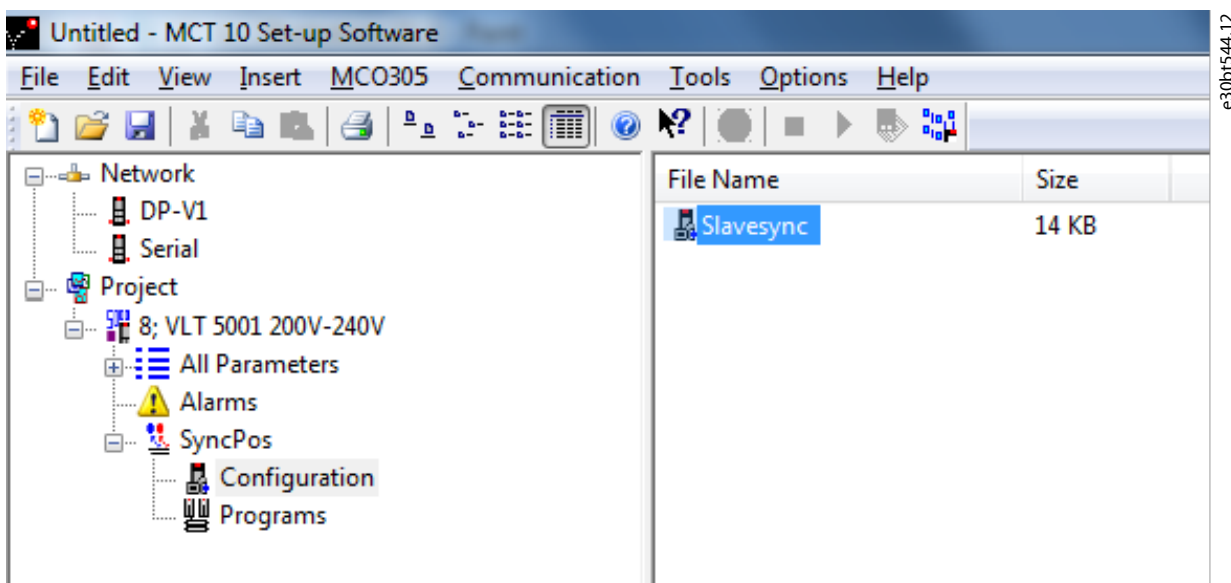 Untitled - MCT 10 Set-up Software
File Edit View Insert MCO305 Communication Tools Options Help
Network
DP-V1
Serial
Project
8; VLT 5001 200V-240V
All Parameters
Alarms
SyncPos
Configuration
Programs
File Name Size
Slavesync 14 KB
e30bt544.12